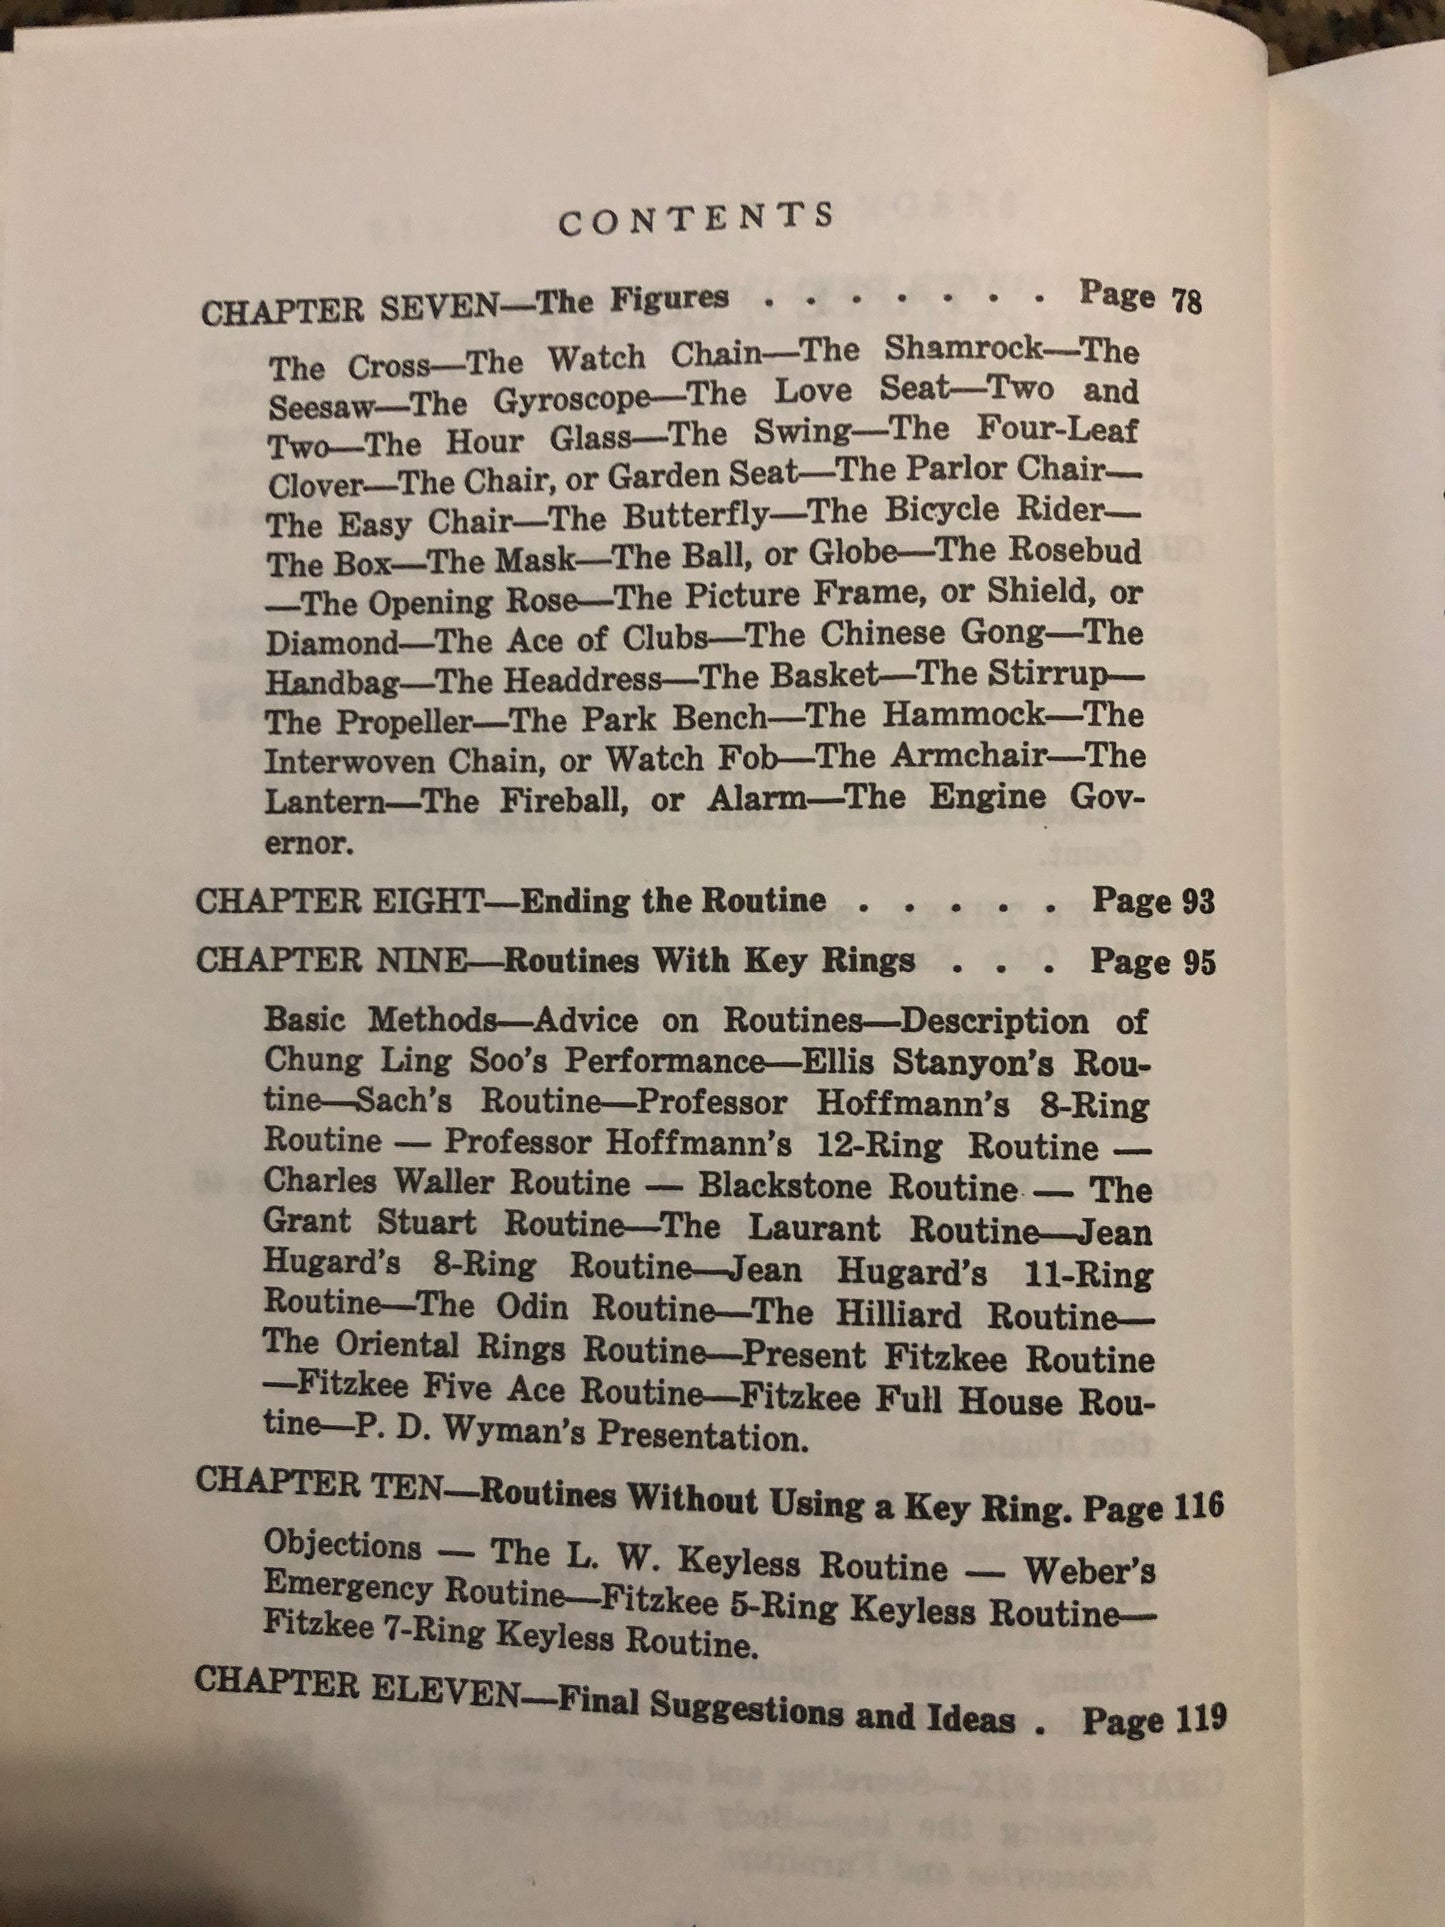 CONTENTS
CHAPTER SEVEN—The Figures . . . . . . . Page 78
The Cross—The Watch Chain—The Shamrock—The
Seesaw—The Gyroscope—The Love Seat—Two and
Two—The Hour Glass—The Swing—The Four-Leaf
Clover—The Chair, or Garden Seat—The Parlor Chair—
The Easy Chair—The Butterfly—The Bicycle Rider—
The Box—The Mask—The Ball, or Globe—The Rosebud
—The Opening Rose—The Picture Frame, or Shield, or
Diamond—The Ace of Clubs—The Chinese Gong—The
Handbag—The Headdress—The Basket—The Stirrup—
The Propeller—The Park Bench—The Hammock—The
Interwoven Chain, or Watch Fob—The Armchair—The
Lantern—The Fireball, or Alarm—The Engine Gov-
ernor.
CHAPTER EIGHT—Ending the Routine . . . . . Page 93
CHAPTER NINE—Routines With Key Rings . . . Page 95
Basic Methods—Advice on Routines—Description of
Chung Ling Soo's Performance—Ellis Stanyon's Rou-
tine—Sach's Routine—Professor Hoffmann's 8-Ring
Routine — Professor Hoffmann's 12-Ring Routine —
Charles Waller Routine — Blackstone Routine — The
Grant Stuart Routine—The Laurant Routine—Jean
Hugard's 8-Ring Routine—Jean Hugard's 11-Ring
Routine—The Odin Routine—The Hilliard Routine—
The Oriental Rings Routine—Present Fitzkee Routine
—Fitzkee Five Ace Routine—Fitzkee Full House Rou-
tine—P. D. Wyman's Presentation.
CHAPTER TEN—Routines Without Using a Key Ring. Page 116
Objections — The L. W. Keyless Routine — Weber's
Emergency Routine—Fitzkee 5-Ring Keyless Routine—
Fitzkee 7-Ring Keyless Routine.
CHAPTER ELEVEN—Final Suggestions and Ideas . Page 119